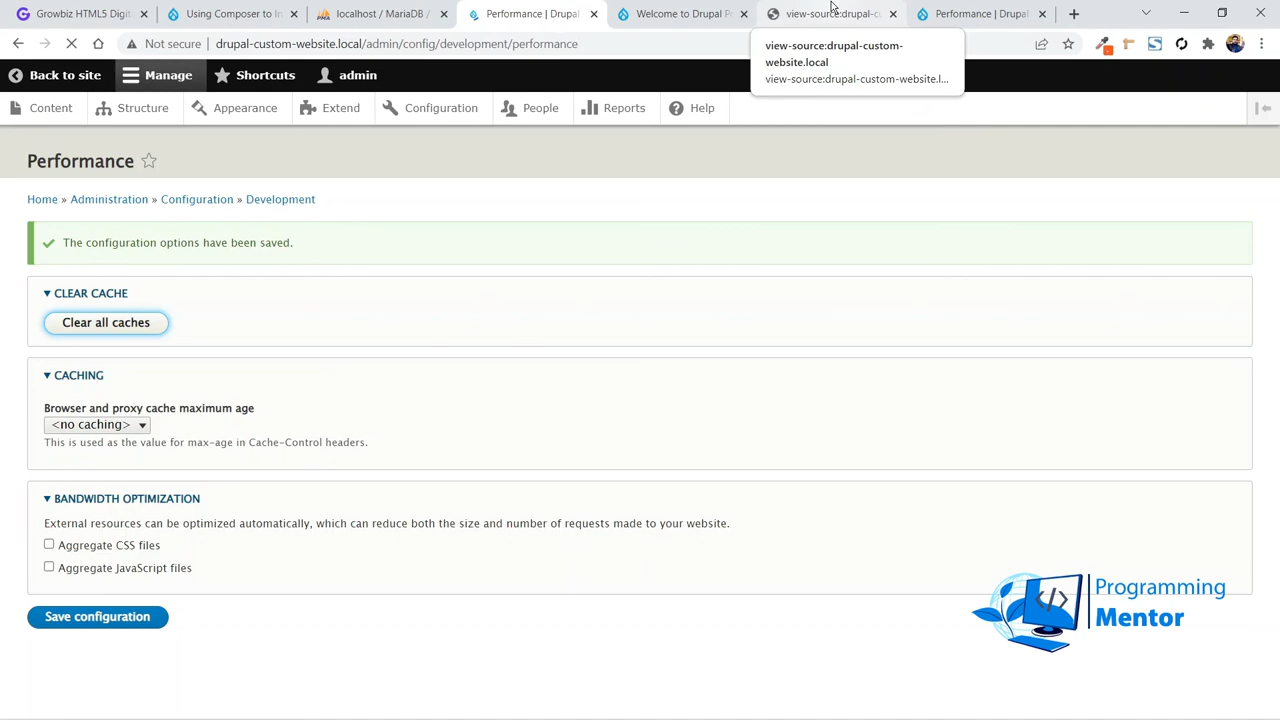 Growbiz HTML5 Digit
Using Composer to In
localhost / MariaDB /
Performance | Drupal
Welcome to Drupal Po
view-source:drupal-cu
Performance | Drupal
Not secure drupal-custom-website.local/admin/config/development/performance
view-source:drupal-custom-
website.local
view-source:drupal-custom-website.l...
Back to site Manage Shortcuts admin
Content Structure Appearance Extend Configuration People Reports Help
Performance
Home » Administration » Configuration » Development
The configuration options have been saved.
CLEAR CACHE
Clear all caches
CACHING
Browser and proxy cache maximum age
<no caching>
This is used as the value for max-age in Cache-Control headers.
BANDWIDTH OPTIMIZATION
External resources can be optimized automatically, which can reduce both the size and number of requests made to your website.
Aggregate CSS files
Aggregate JavaScript files
Save configuration
</>
Programming
Mentor